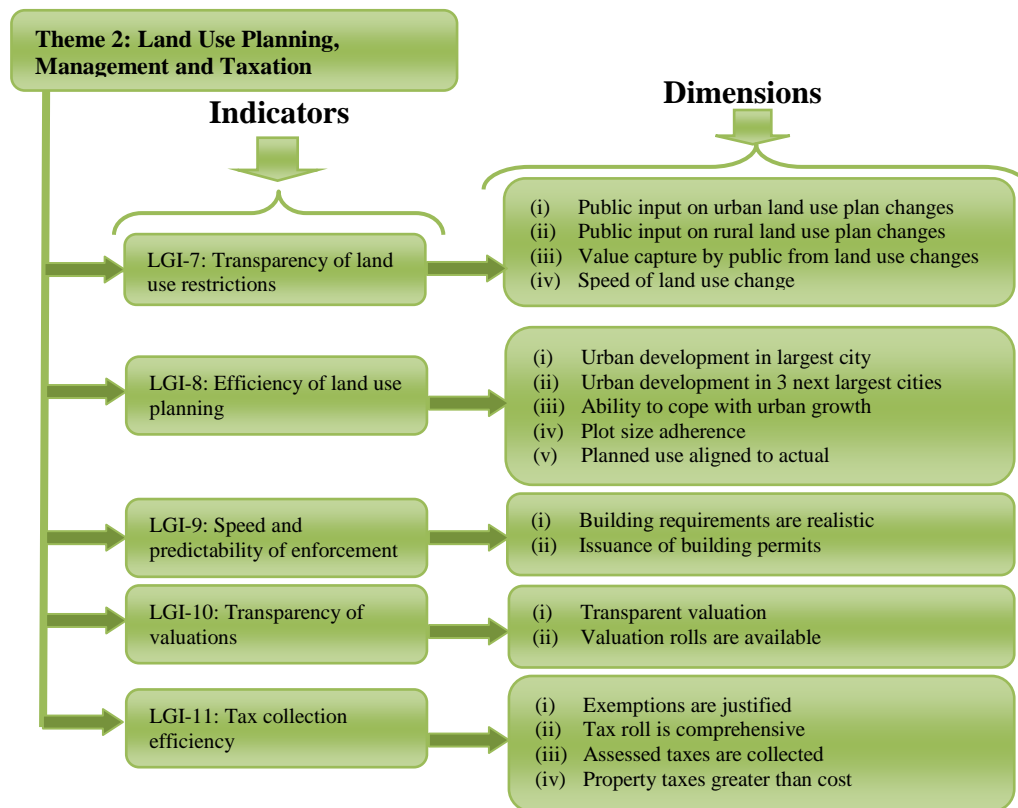 Theme 2: Land Use Planning,
Management and Taxation
Indicators
Dimensions
LGI-7: Transparency of land
use restrictions
(i) Public input on urban land use plan changes
(ii) Public input on rural land use plan changes
(iii) Value capture by public from land use changes
(iv) Speed of land use change
LGI-8: Efficiency of land use
planning
(i) Urban development in largest city
(ii) Urban development in 3 next largest cities
(iii) Ability to cope with urban growth
(iv) Plot size adherence
(v) Planned use aligned to actual
LGI-9: Speed and
predictability of enforcement
(i) Building requirements are realistic
(ii) Issuance of building permits
LGI-10: Transparency of
valuations
(i) Transparent valuation
(ii) Valuation rolls are available
LGI-11: Tax collection
efficiency
(i) Exemptions are justified
(ii) Tax roll is comprehensive
(iii) Assessed taxes are collected
(iv) Property taxes greater than cost